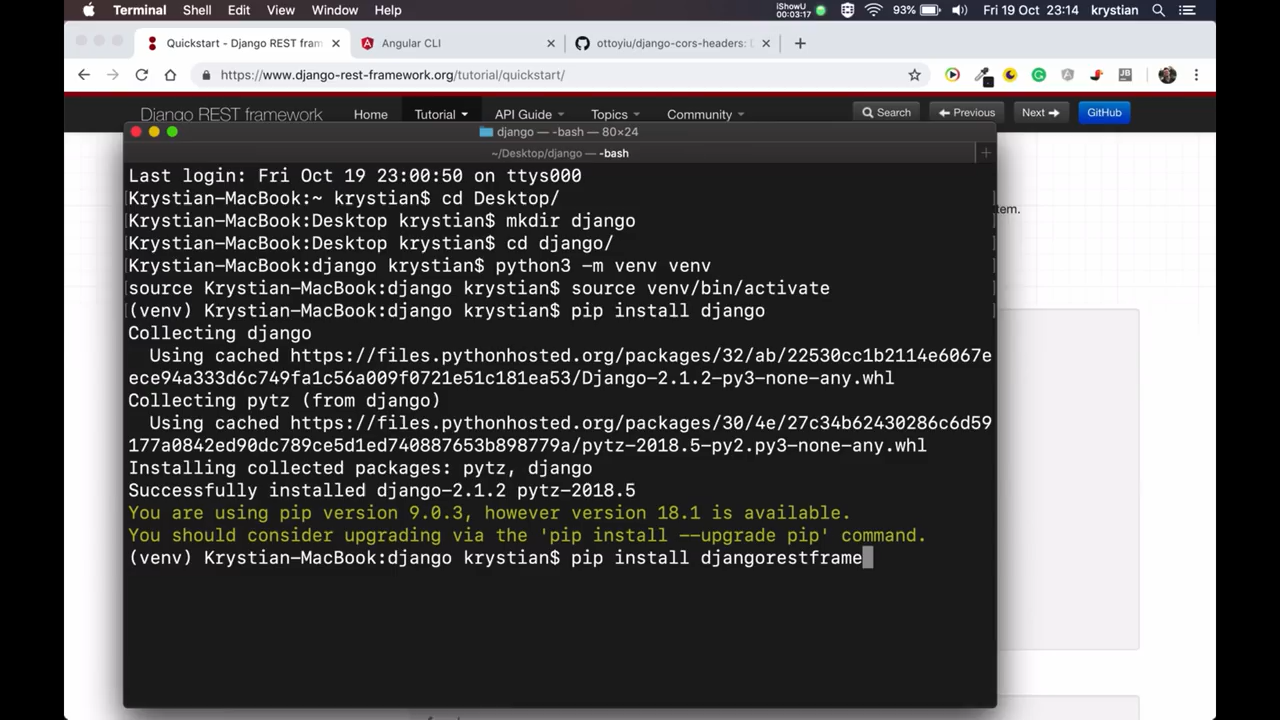 Terminal Shell Edit View Window Help iShowU 00:03:17 93% Fri 19 Oct 23:14 krystian
Quickstart - Django REST fram Angular CLI ottoyiu/django-cors-headers:
https://www.django-rest-framework.org/tutorial/quickstart/
Django REST framework Home Tutorial API Guide Topics Community Search Previous Next GitHub
django — -bash — 80×24
~/Desktop/django — -bash
Last login: Fri Oct 19 23:00:50 on ttys000
Krystian-MacBook:~ krystian$ cd Desktop/
Krystian-MacBook:Desktop krystian$ mkdir django
tem.
Krystian-MacBook:Desktop krystian$ cd django/
Krystian-MacBook:django krystian$ python3 -m venv venv
source Krystian-MacBook:django krystian$ source venv/bin/activate
(venv) Krystian-MacBook:django krystian$ pip install django
Collecting django
  Using cached https://files.pythonhosted.org/packages/32/ab/22530cc1b2114e6067e
ece94a333d6c749fa1c56a009f0721e51c181ea53/Django-2.1.2-py3-none-any.whl
Collecting pytz (from django)
  Using cached https://files.pythonhosted.org/packages/30/4e/27c34b62430286c6d59
177a0842ed90dc789ce5d1ed740887653b898779a/pytz-2018.5-py2.py3-none-any.whl
Installing collected packages: pytz, django
Successfully installed django-2.1.2 pytz-2018.5
You are using pip version 9.0.3, however version 18.1 is available.
You should consider upgrading via the 'pip install --upgrade pip' command.
(venv) Krystian-MacBook:django krystian$ pip install djangorestframe